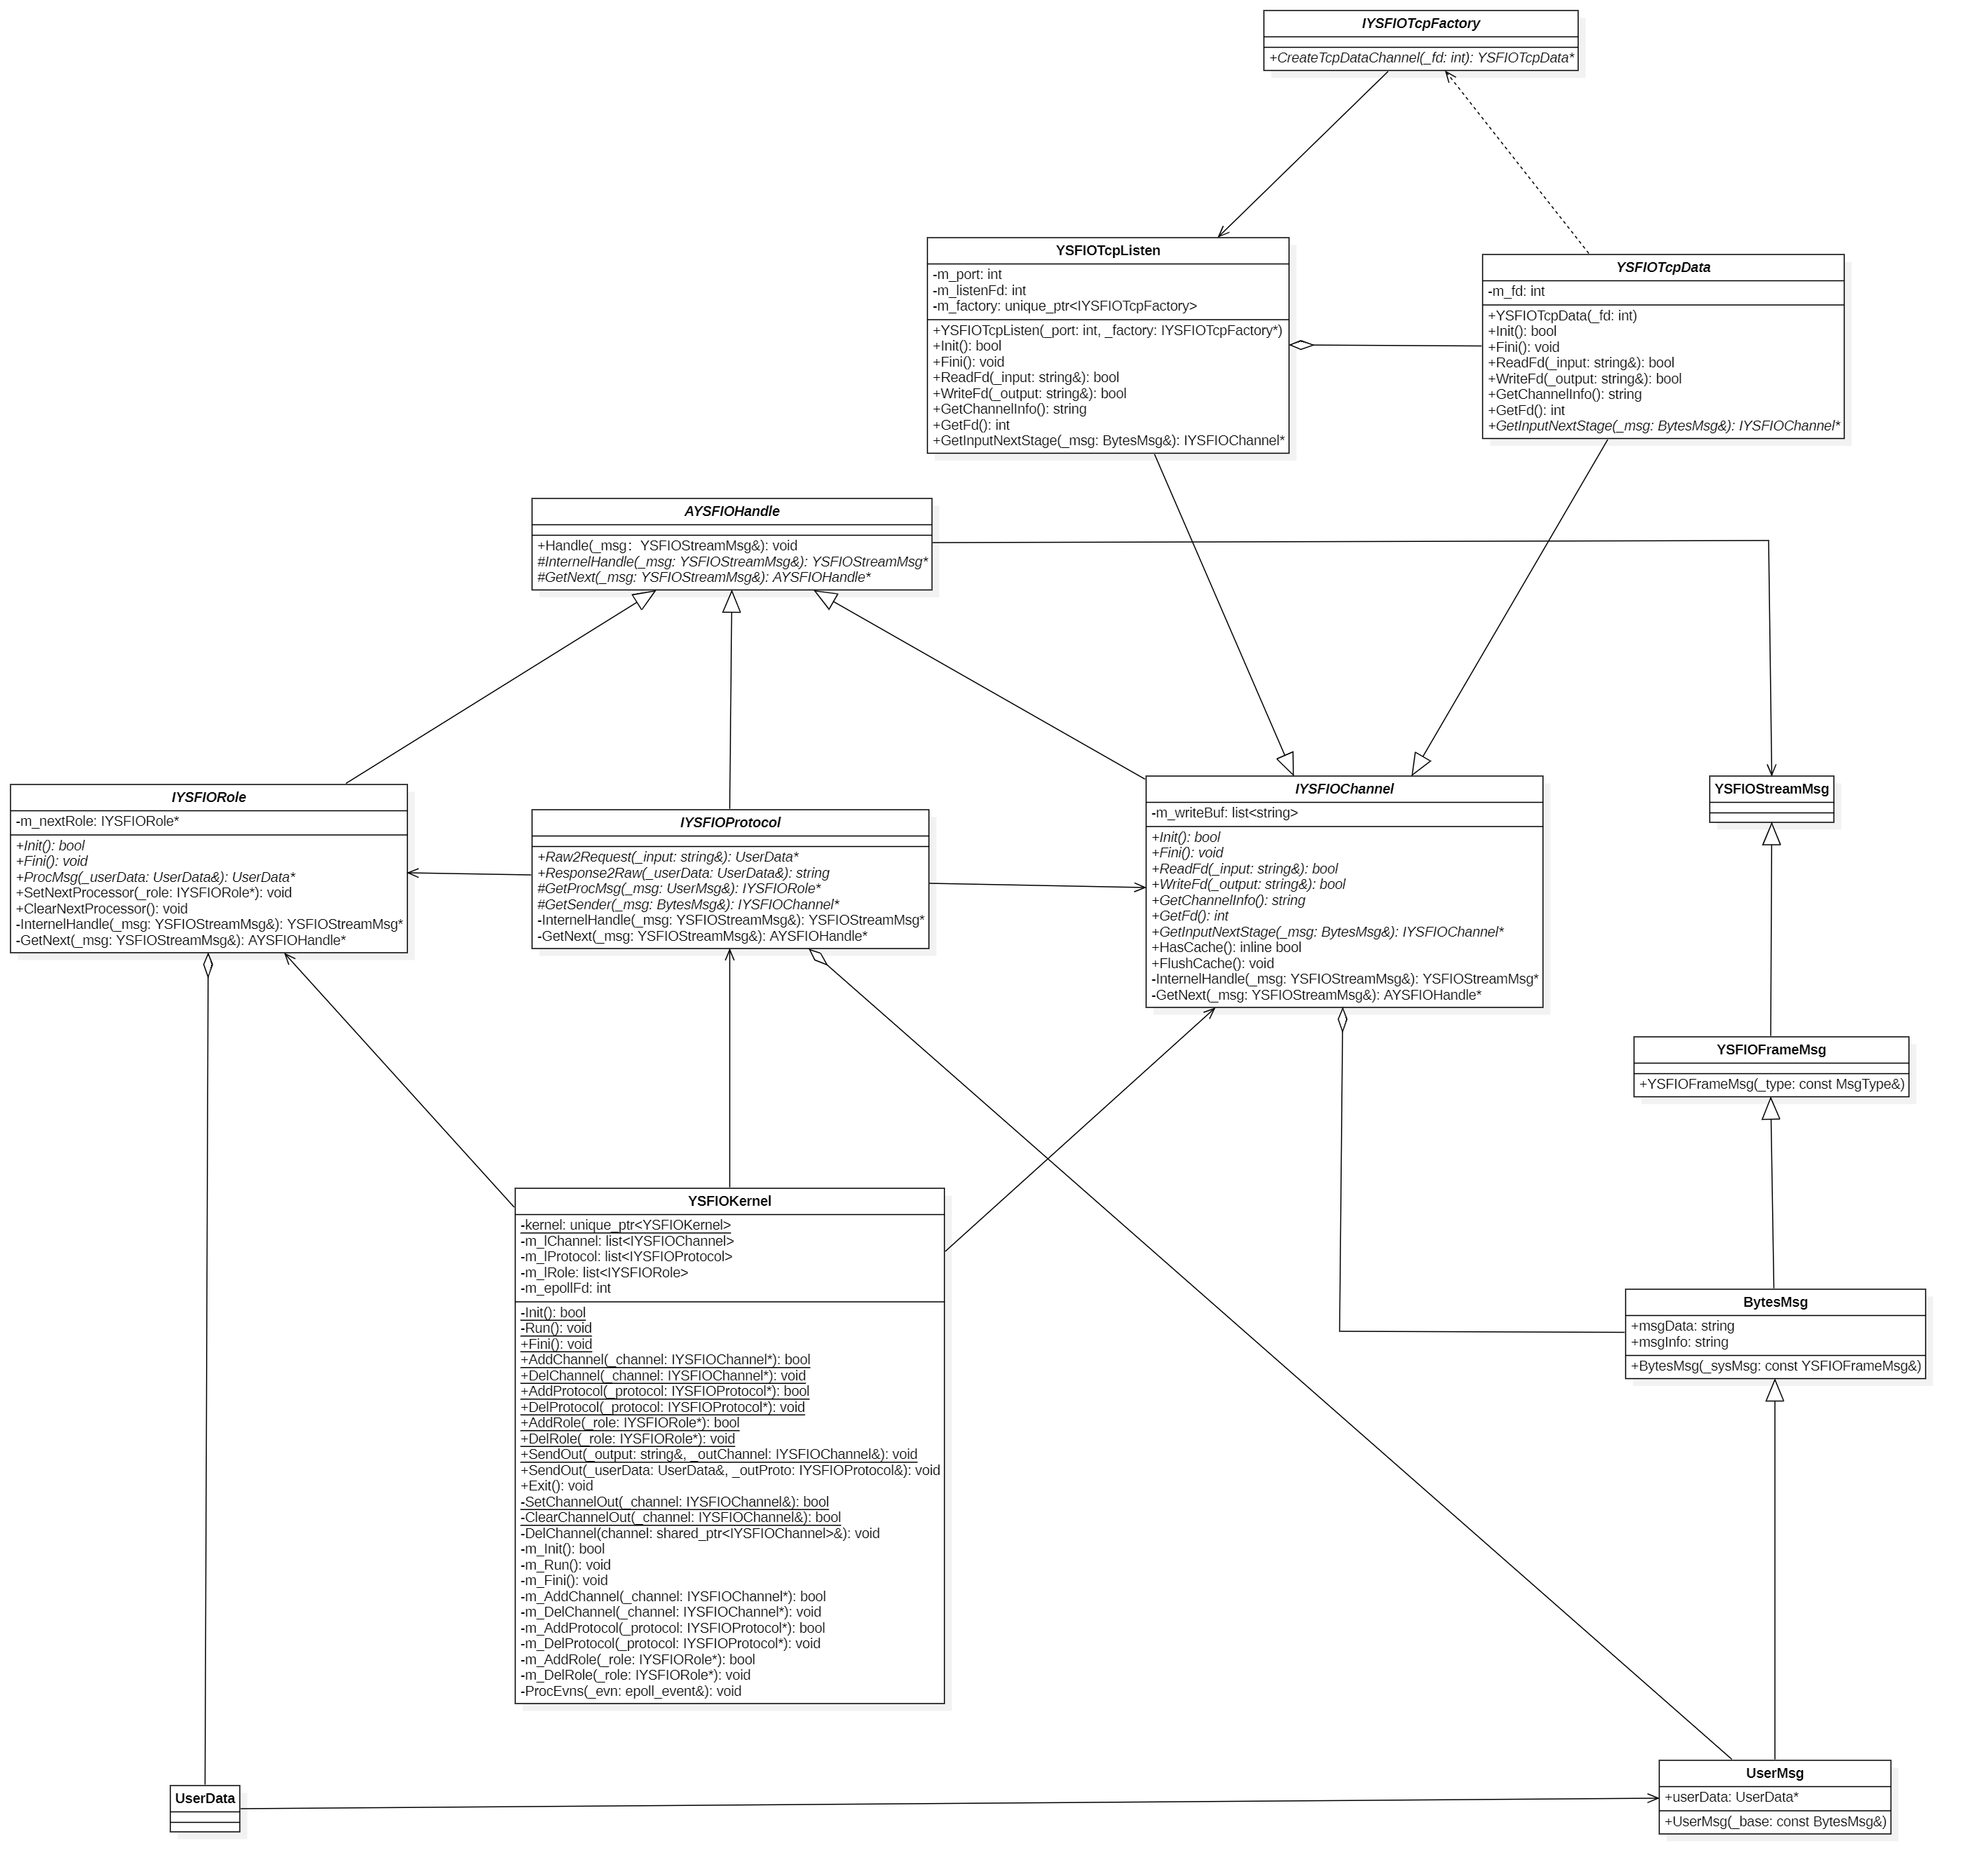 IYSFIOTcpFactory
+CreateTcpDataChannel(_fd: int): YSFIOTcpData*
YSFIOTcpListen
-m_port: int
-m_listenFd: int
-m_factory: unique_ptr<IYSFIOTcpFactory>
+YSFIOTcpListen(_port: int, _factory: IYSFIOTcpFactory*)
+Init(): bool
+Fini(): void
+ReadFd(_input: string&): bool
+WriteFd(_output: string&): bool
+GetChannelInfo(): string
+GetFd(): int
+GetInputNextStage(_msg: BytesMsg&): IYSFIOChannel*
YSFIOTcpData
-m_fd: int
+YSFIOTcpData(_fd: int)
+Init(): bool
+Fini(): void
+ReadFd(_input: string&): bool
+WriteFd(_output: string&): bool
+GetChannelInfo(): string
+GetFd(): int
+GetInputNextStage(_msg: BytesMsg&): IYSFIOChannel*
AYSFIOHandle
+Handle(_msg: YSFIOStreamMsg&): void
#InternelHandle(_msg: YSFIOStreamMsg&): YSFIOStreamMsg*
#GetNext(_msg: YSFIOStreamMsg&): AYSFIOHandle*
IYSFIORole
-m_nextRole: IYSFIORole*
+Init(): bool
+Fini(): void
+ProcMsg(_userData: UserData&): UserData*
+SetNextProcessor(_role: IYSFIORole*): void
+ClearNextProcessor(): void
-InternelHandle(_msg: YSFIOStreamMsg&): YSFIOStreamMsg*
-GetNext(_msg: YSFIOStreamMsg&): AYSFIOHandle*
IYSFIOProtocol
+Raw2Request(_input: string&): UserData*
+Response2Raw(_userData: UserData&): string
#GetProcMsg(_msg: UserMsg&): IYSFIORole*
#GetSender(_msg: BytesMsg&): IYSFIOChannel*
-InternelHandle(_msg: YSFIOStreamMsg&): YSFIOStreamMsg*
-GetNext(_msg: YSFIOStreamMsg&): AYSFIOHandle*
IYSFIOChannel
-m_writeBuf: list<string>
+Init(): bool
+Fini(): void
+ReadFd(_input: string&): bool
+WriteFd(_output: string&): bool
+GetChannelInfo(): string
+GetFd(): int
+GetInputNextStage(_msg: BytesMsg&): IYSFIOChannel*
+HasCache(): inline bool
+FlushCache(): void
-InternelHandle(_msg: YSFIOStreamMsg&): YSFIOStreamMsg*
-GetNext(_msg: YSFIOStreamMsg&): AYSFIOHandle*
YSFIOStreamMsg
YSFIOFrameMsg
+YSFIOFrameMsg(_type: const MsgType&)
YSFIOKernel
-kernel: unique_ptr<YSFIOKernel>
-m_lChannel: list<IYSFIOChannel>
-m_lProtocol: list<IYSFIOProtocol>
-m_lRole: list<IYSFIORole>
-m_epollFd: int
-Init(): bool
-Run(): void
+Fini(): void
+AddChannel(_channel: IYSFIOChannel*): bool
+DelChannel(_channel: IYSFIOChannel*): void
+AddProtocol(_protocol: IYSFIOProtocol*): bool
+DelProtocol(_protocol: IYSFIOProtocol*): void
+AddRole(_role: IYSFIORole*): bool
+DelRole(_role: IYSFIORole*): void
+SendOut(_output: string&, _outChannel: IYSFIOChannel&): void
+SendOut(_userData: UserData&, _outProto: IYSFIOProtocol&): void
+Exit(): void
-SetChannelOut(_channel: IYSFIOChannel&): bool
-ClearChannelOut(_channel: IYSFIOChannel&): bool
-DelChannel(channel: shared_ptr<IYSFIOChannel>&): void
-m_Init(): bool
-m_Run(): void
-m_Fini(): void
-m_AddChannel(_channel: IYSFIOChannel*): bool
-m_DelChannel(_channel: IYSFIOChannel*): void
-m_AddProtocol(_protocol: IYSFIOProtocol*): bool
-m_DelProtocol(_protocol: IYSFIOProtocol*): void
-m_AddRole(_role: IYSFIORole*): bool
-m_DelRole(_role: IYSFIORole*): void
-ProcEvns(_evn: epoll_event&): void
BytesMsg
+msgData: string
+msgInfo: string
+BytesMsg(_sysMsg: const YSFIOFrameMsg&)
UserData
UserMsg
+userData: UserData*
+UserMsg(_base: const BytesMsg&)